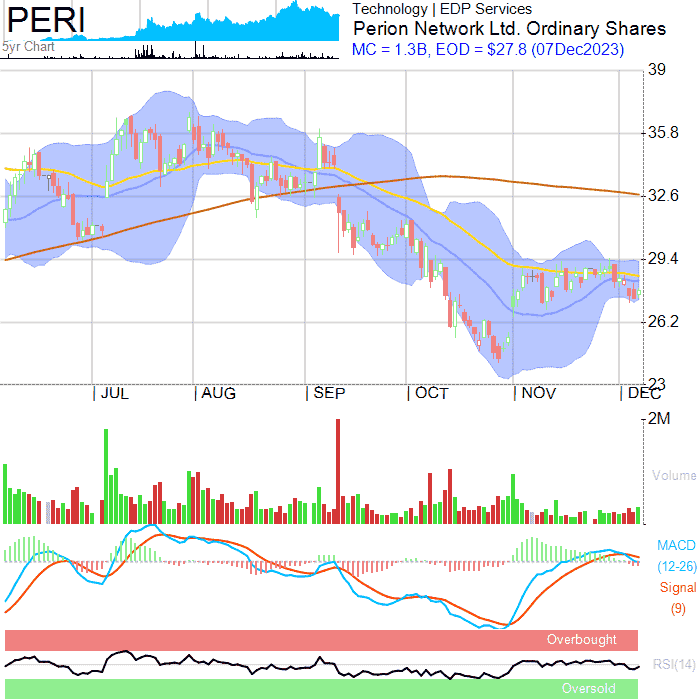 PERI
5yr Chart
Technology | EDP Services
Perion Network Ltd. Ordinary Shares
MC = 1.3B, EOD = $27.8 (07Dec2023)
39
35.8
32.6
29.4
26.2
23
JUL AUG SEP OCT NOV DEC
2M
Volume
MACD
(12-26)
Signal
(9)
Overbought
RSI(14)
Oversold